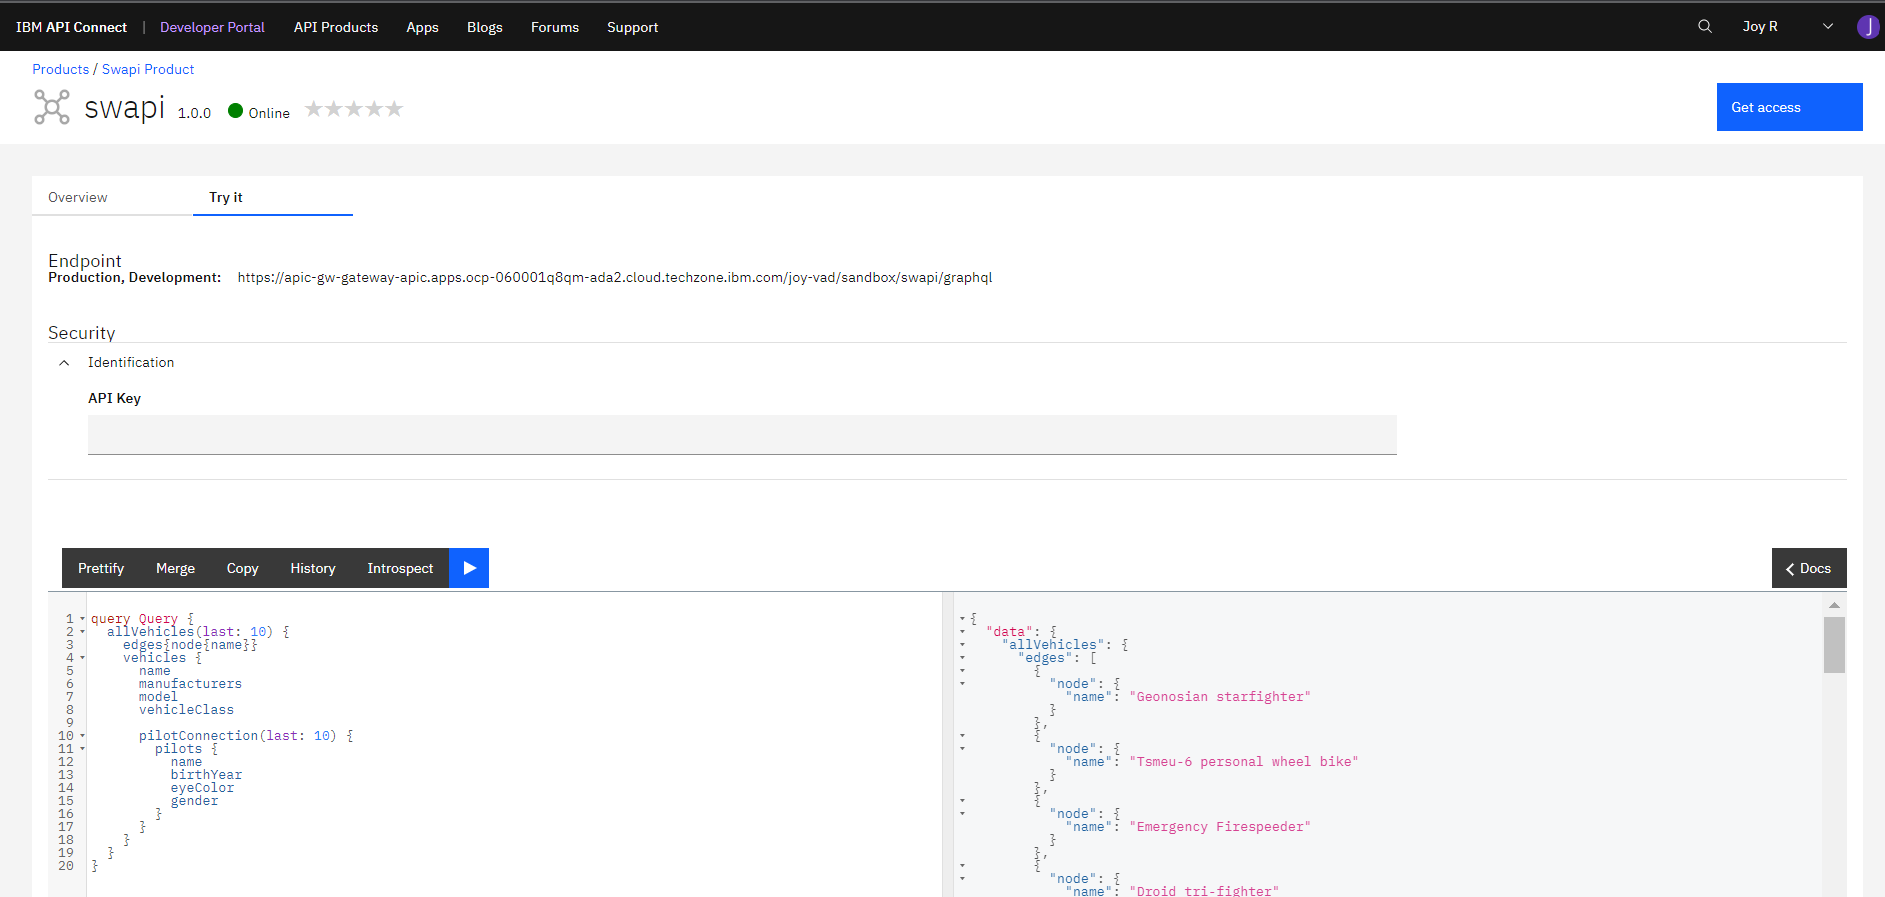 IBM API Connect | Developer Portal API Products Apps Blogs Forums Support Joy R J
Products / Swapi Product
swapi 1.0.0 Online
Get access
Overview Try it
Endpoint
Production, Development: https://apic-gw-gateway-apic.apps.ocp-060001q8qm-ada2.cloud.techzone.ibm.com/joy-vad/sandbox/swapi/graphql
Security
Identification
API Key
Prettify Merge Copy History Introspect
Docs
1 query Query {
2 allVehicles(last: 10) {
3 edges{node{name}}
4 vehicles {
5 name
6 manufacturers
7 model
8 vehicleClass
9
10 pilotConnection(last: 10) {
11 pilots {
12 name
13 birthYear
14 eyeColor
15 gender
16 }
17 }
18 }
19 }
20 }
{
"data": {
"allVehicles": {
"edges": [
{
"node": {
"name": "Geonosian starfighter"
}
},
{
"node": {
"name": "Tsmeu-6 personal wheel bike"
}
},
{
"node": {
"name": "Emergency Firespeeder"
}
},
{
"node": {
"name": "Droid tri-fighter"